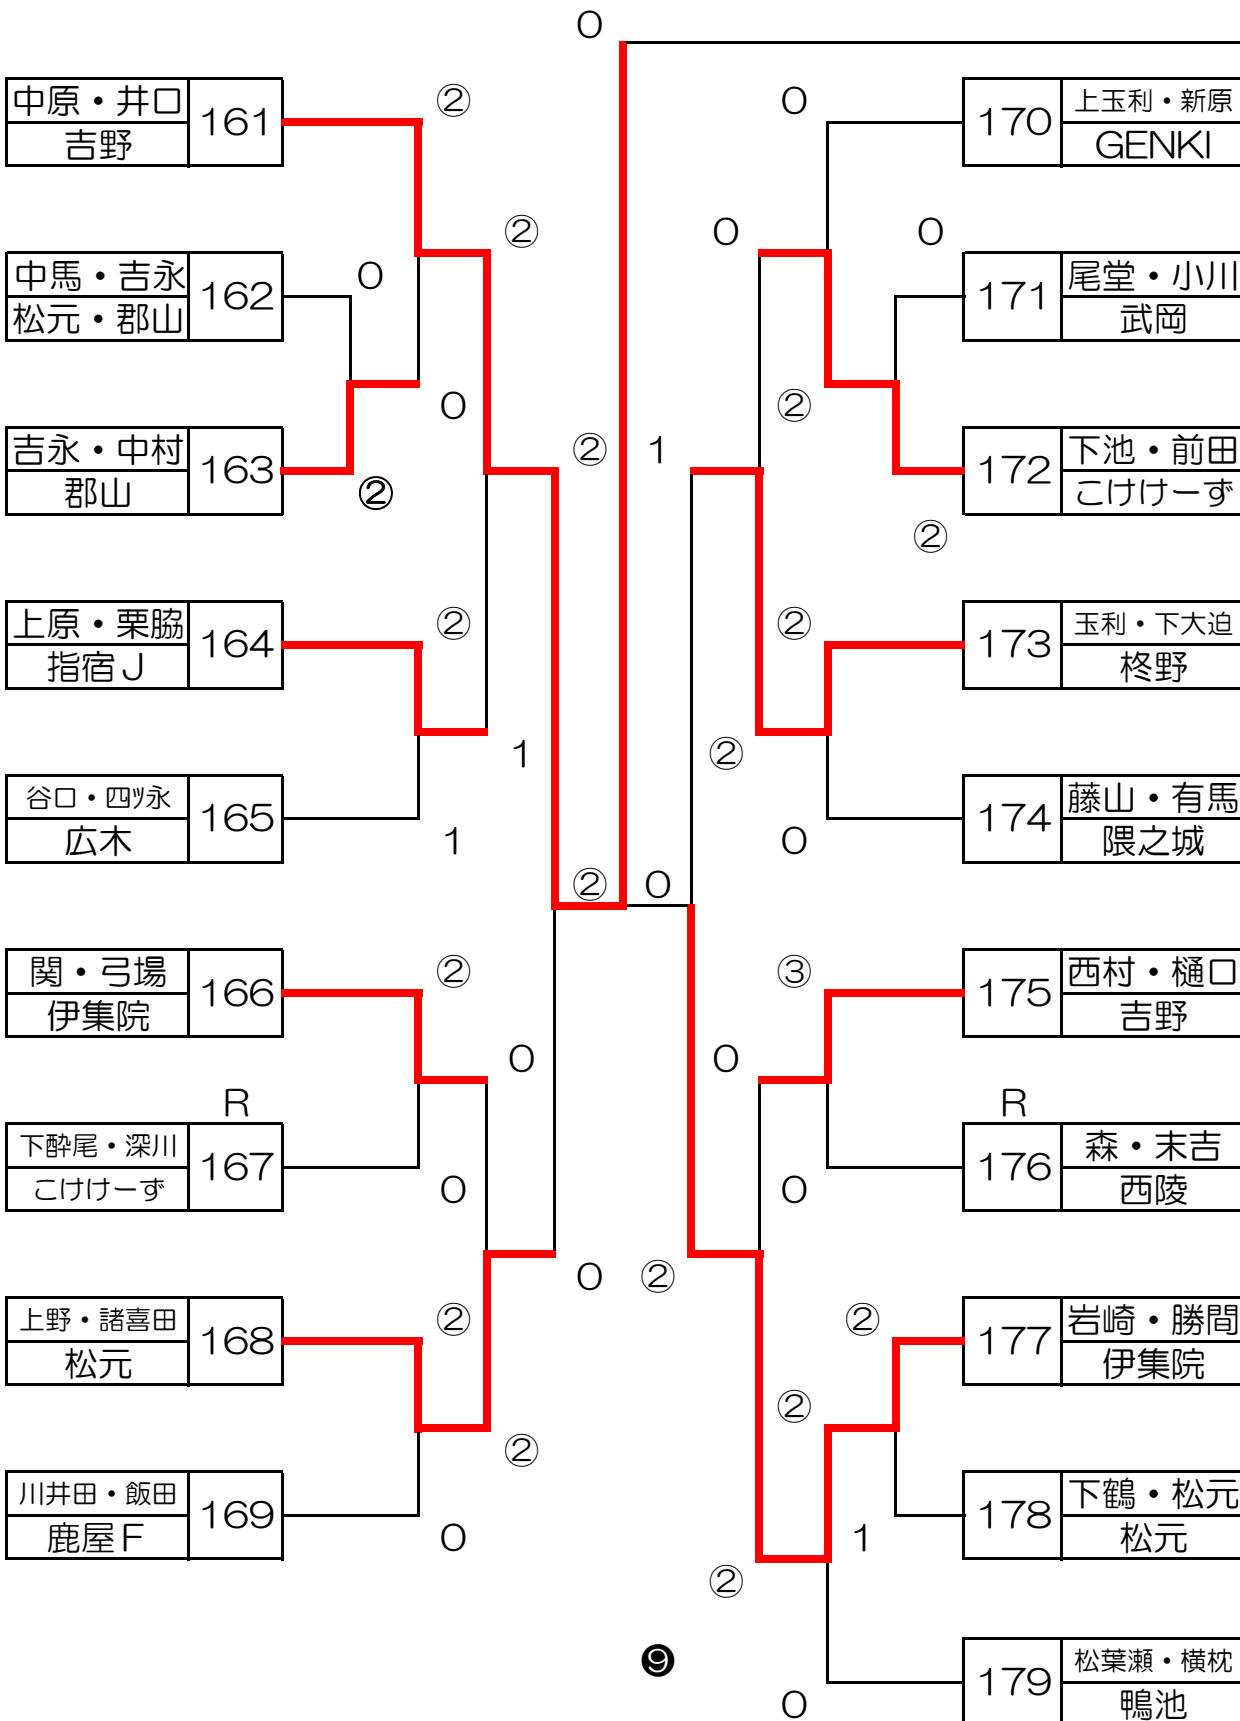 0
中原・井口
吉野
161
②
②
中馬・吉永
松元・郡山
162
0
0
吉永・中村
郡山
163
②
②
上原・栗脇
指宿J
164
②
1
谷口・四ツ永
広木
165
1
② 0
関・弓場
伊集院
166
②
0
R
下酔尾・深川
こけけーず
167
0
0
上野・諸喜田
松元
168
②
②
川井田・飯田
鹿屋F
169
0
0
170
上玉利・新原
GENKI
0
0
171
尾堂・小川
武岡
②
1
172
下池・前田
こけけーず
②
②
173
玉利・下大迫
柊野
②
174
藤山・有馬
隈之城
0
③
175
西村・樋口
吉野
0
R
176
森・末吉
西陵
0
②
②
177
岩崎・勝間
伊集院
②
178
下鶴・松元
松元
1
②
179
松葉瀬・横枕
鴨池
0
❾